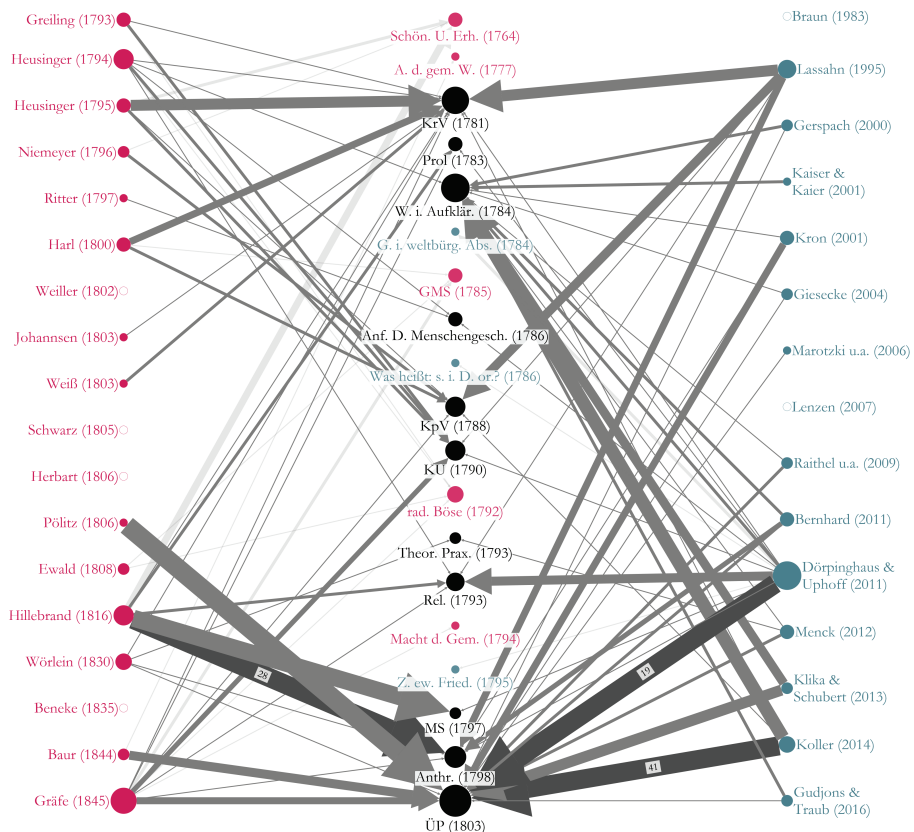 Greiling (1793)
Heusinger (1794)
Heusinger (1795)
Niemeyer (1796)
Ritter (1797)
Harl (1800)
Weiller (1802)
Johannsen (1803)
Weiß (1803)
Schwarz (1805)
Herbart (1806)
Pölitz (1806)
Ewald (1808)
Hillebrand (1816)
Wörlein (1830)
Beneke (1835)
Baur (1844)
Gräfe (1845)
Schön. U. Erh. (1764)
A. d. gem. W. (1777)
KrV (1781)
Prol (1783)
W. i. Aufklär. (1784)
G. i. weltbürg. Abs. (1784)
GMS (1785)
Anf. D. Menschengesch. (1786)
Was heißt: s. i. D. or.? (1786)
KpV (1788)
KU (1790)
rad. Böse (1792)
Theor. Prax. (1793)
Rel. (1793)
Macht d. Gem. (1794)
Z. ew. Fried. (1795)
MS (1797)
Anthr. (1798)
ÜP (1803)
28
19
41
Braun (1983)
Lassahn (1995)
Gerspach (2000)
Kaiser &
Kaier (2001)
Kron (2001)
Giesecke (2004)
Marotzki u.a. (2006)
Lenzen (2007)
Raithel u.a. (2009)
Bernhard (2011)
Dörpinghaus &
Uphoff (2011)
Menck (2012)
Klika &
Schubert (2013)
Koller (2014)
Gudjons &
Traub (2016)